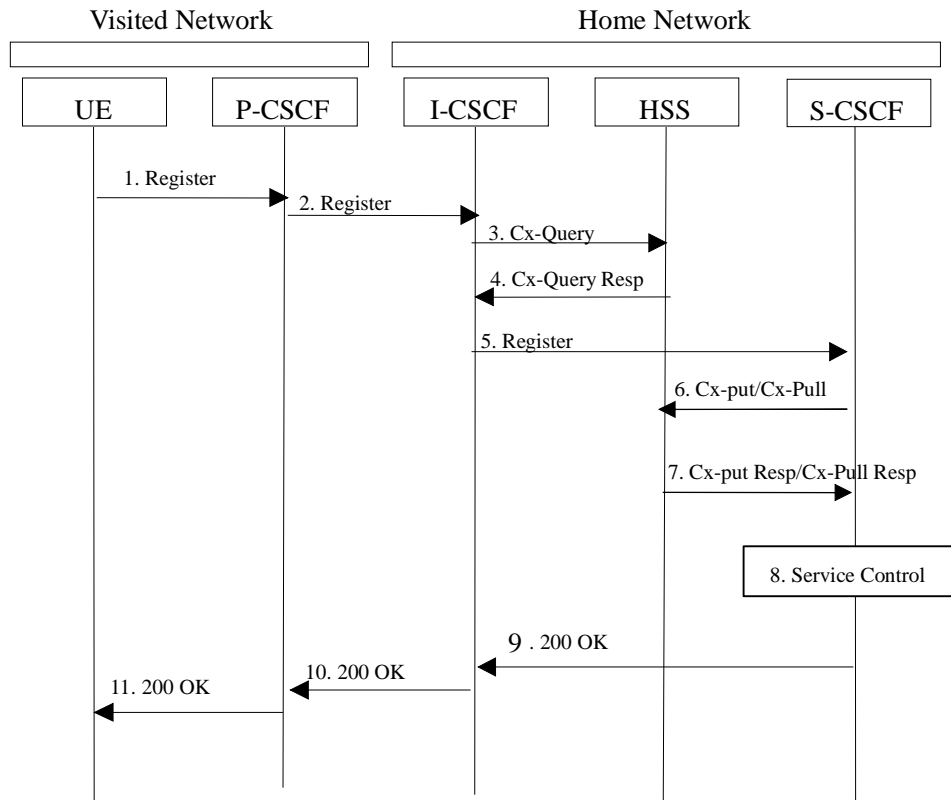 Visited Network
Home Network
UE
P-CSCF
I-CSCF
HSS
S-CSCF
1. Register
2. Register
3. Cx-Query
4. Cx-Query Resp
5. Register
6. Cx-put/Cx-Pull
7. Cx-put Resp/Cx-Pull Resp
8. Service Control
9 . 200 OK
10. 200 OK
11. 200 OK